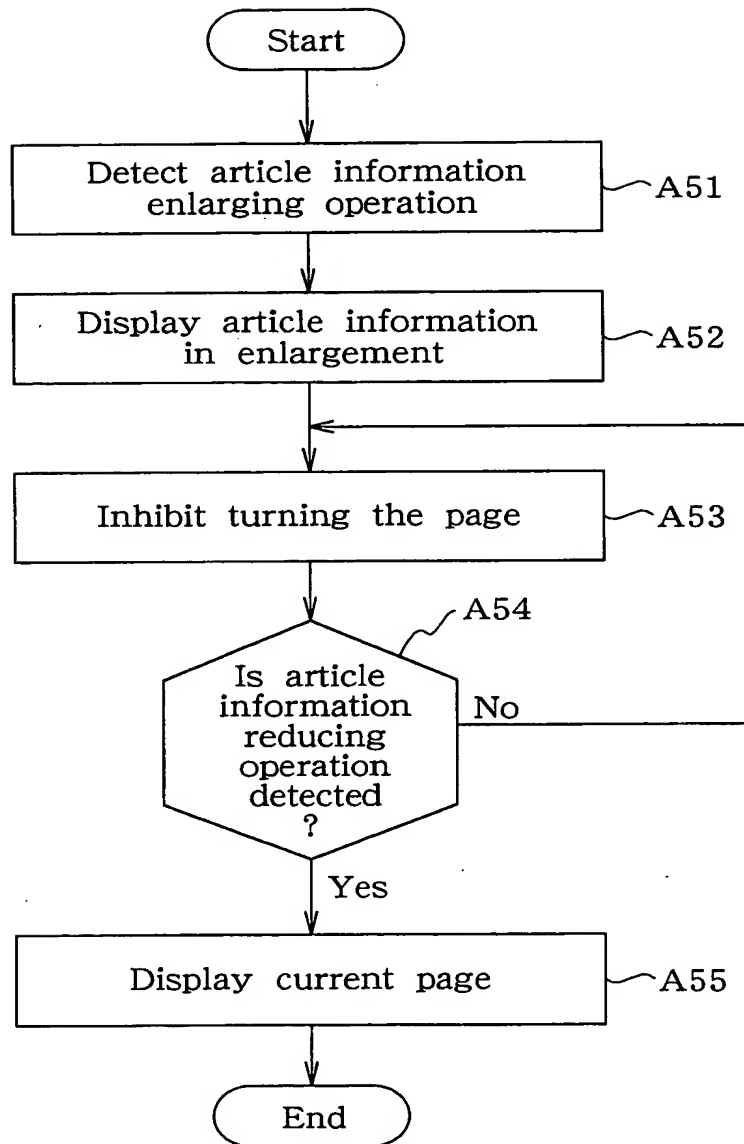 Start
Detect article information
enlarging operation
A51
Display article information
in enlargement
A52
Inhibit turning the page
A53
A54
Is article
information
reducing
operation
detected
?
No
Yes
Display current page
A55
End